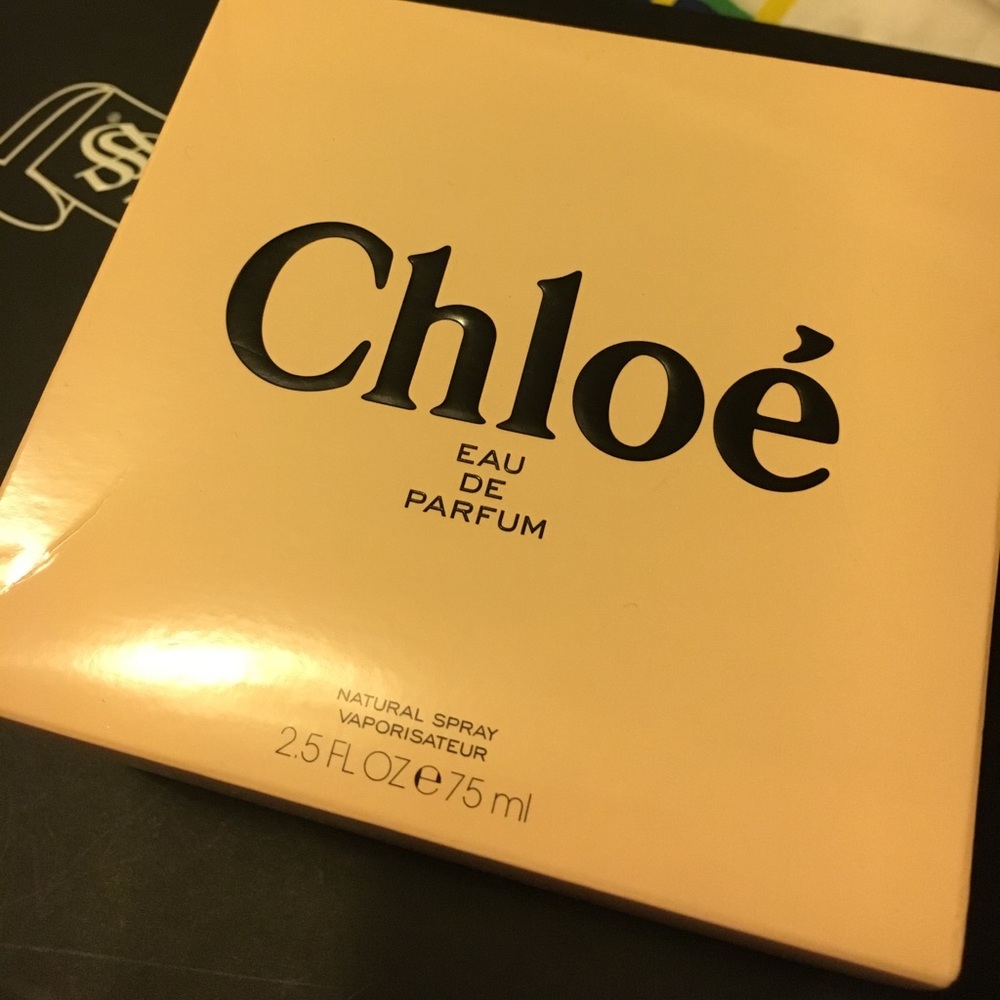 Chloé
EAU
DE
PARFUM
NATURAL SPRAY
VAPORISATEUR
2.5 FL OZ e 75 ml